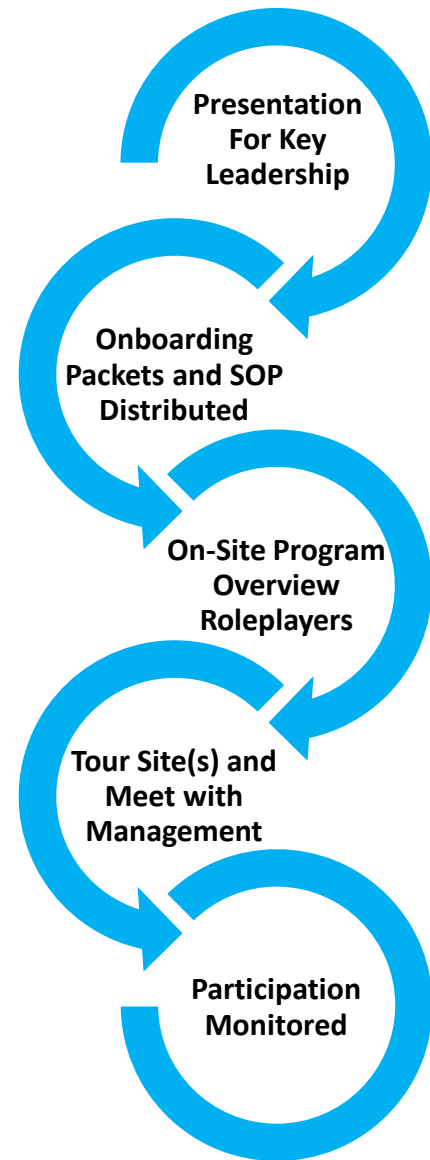 Presentation
For Key
Leadership
Onboarding
Packets and SOP
Distributed
On-Site Program
Overview
Roleplayers
Tour Site(s) and
Meet with
Management
Participation
Monitored